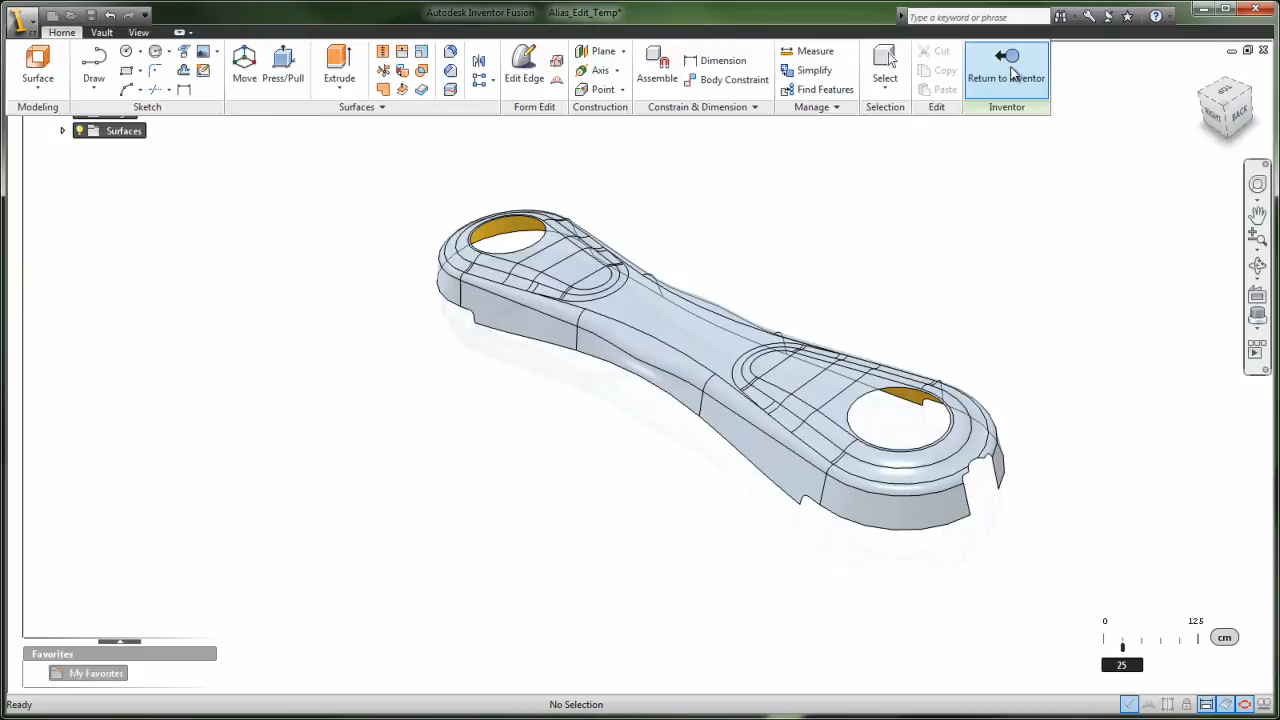 Autodesk Inventor Fusion Alias_Edit_Temp*
Type a keyword or phrase
Home Vault View
Surface
Modeling
Draw
Sketch
Move
Press/Pull
Extrude
Surfaces
Edit Edge
Form Edit
Plane
Axis
Point
Construction
Assemble
Dimension
Body Constraint
Constrain & Dimension
Measure
Simplify
Find Features
Manage
Select
Selection
Cut
Copy
Paste
Edit
Return to Inventor
Inventor
Surfaces
TOP
RIGHT
BACK
0 12.5
cm
25
Favorites
My Favorites
Ready
No Selection